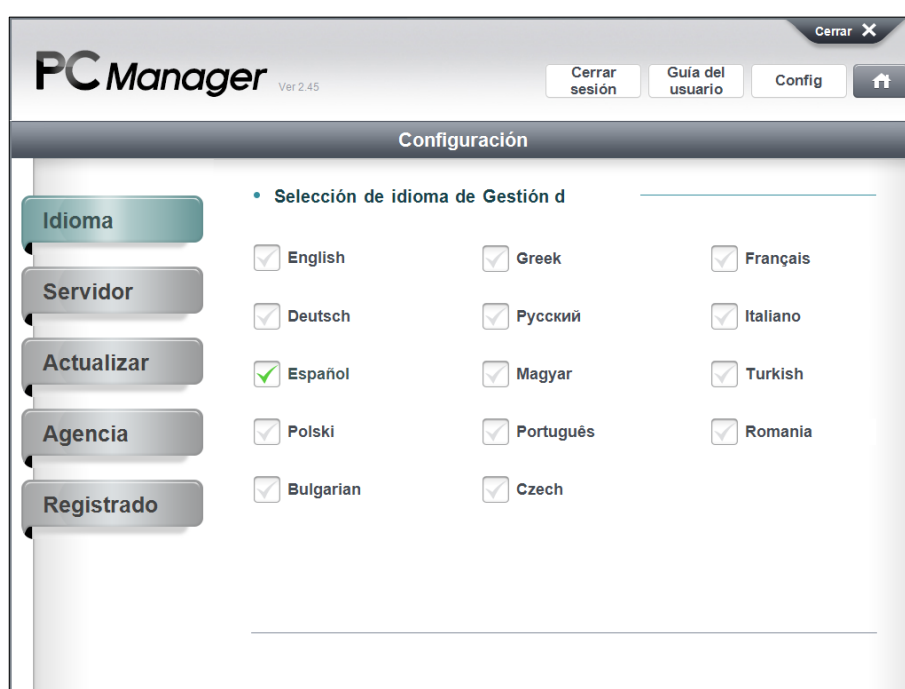 Cerrar
PC Manager Ver 2.45
Cerrar
sesión
Guía del
usuario
Config
Configuración
Idioma
Servidor
Actualizar
Agencia
Registrado
Selección de idioma de Gestión d
English
Greek
Français
Deutsch
Русский
Italiano
Español
Magyar
Turkish
Polski
Português
Romania
Bulgarian
Czech